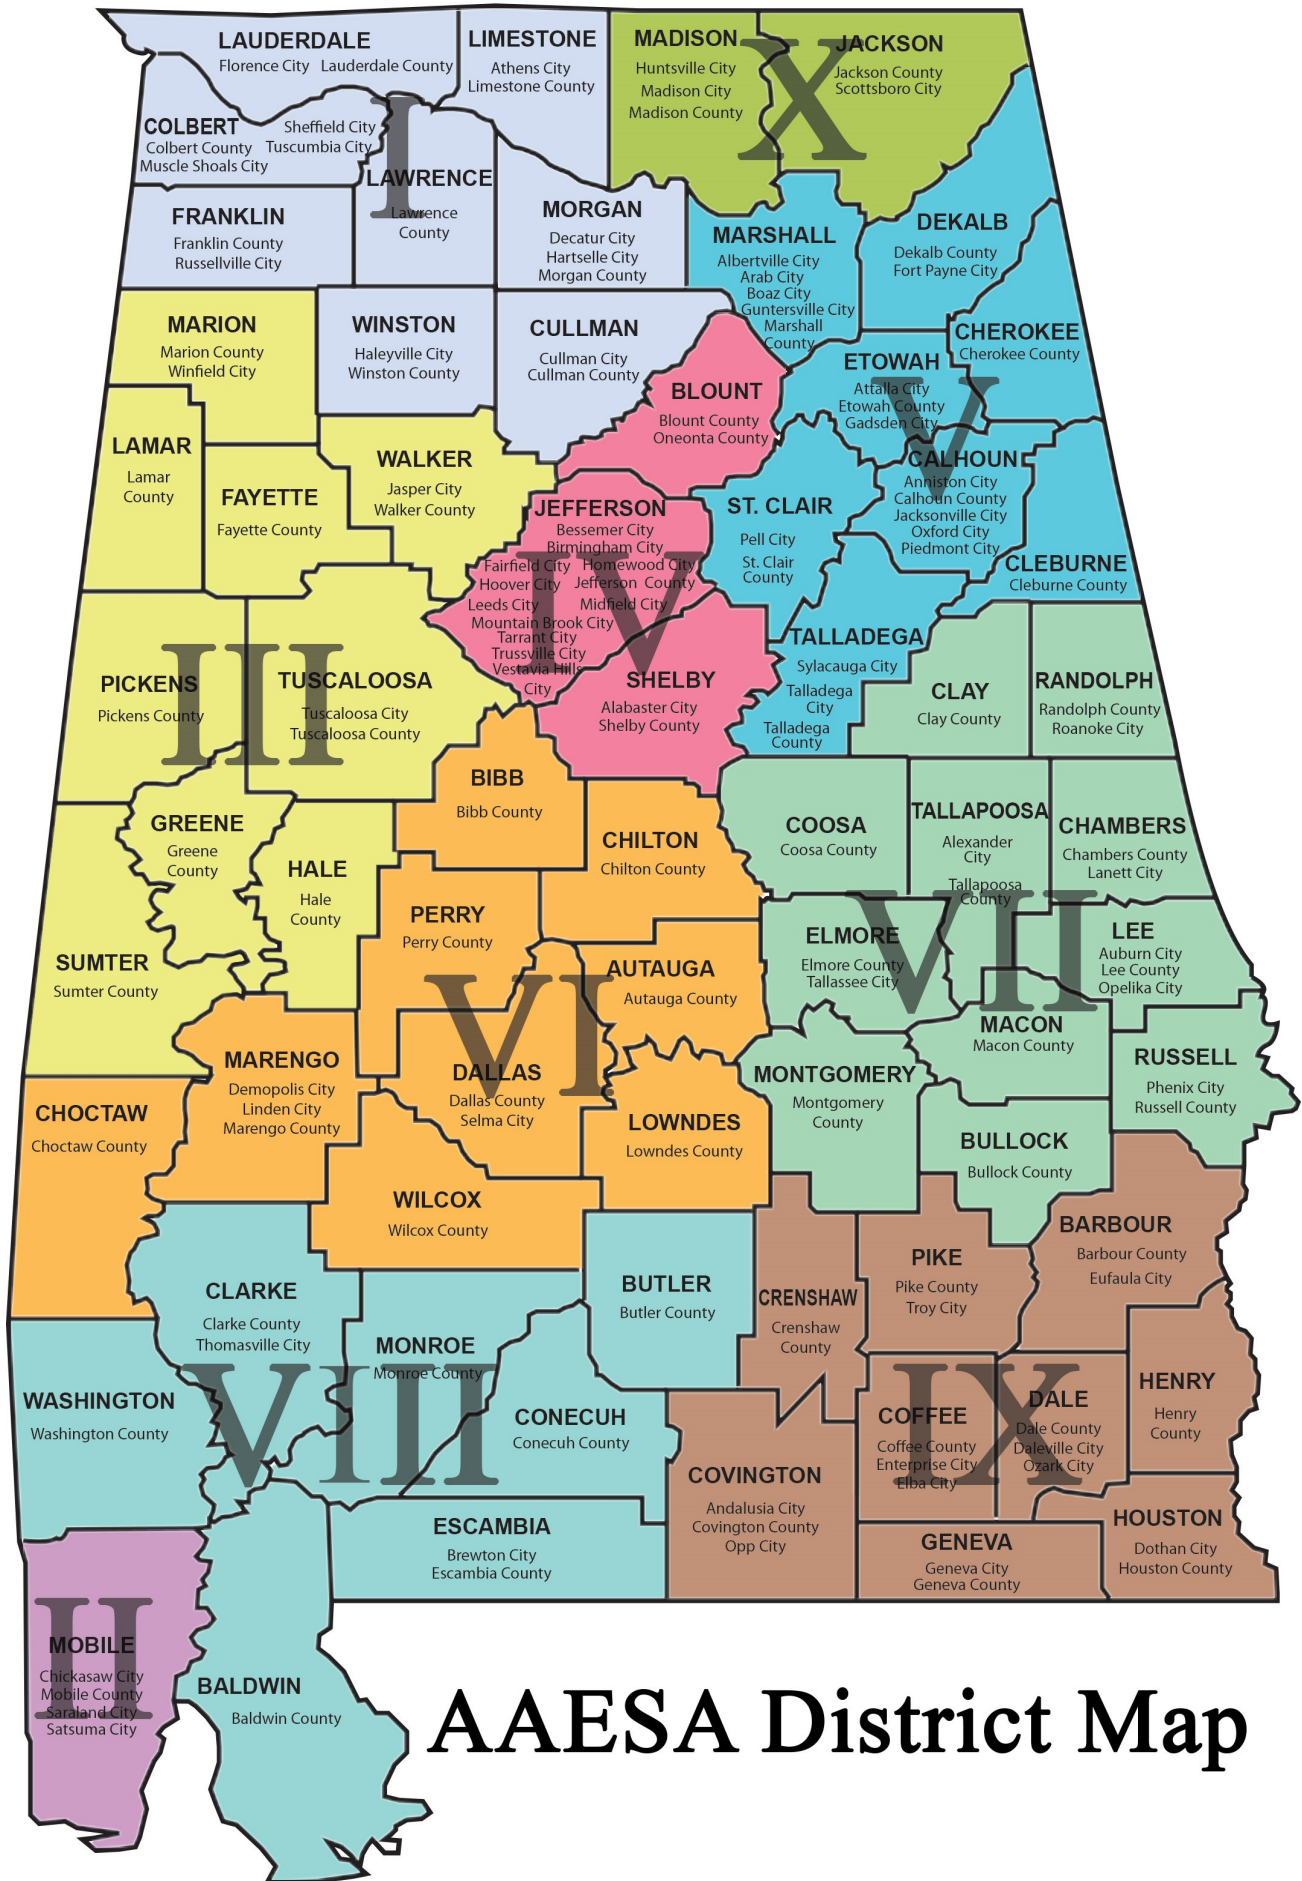 LAUDERDALE
Florence City Lauderdale County
LIMESTONE
Athens City
Limestone County
MADISON
Huntsville City
Madison City
Madison County
X
JACKSON
Jackson County
Scottsboro City
COLBERT
Colbert County
Muscle Shoals City
Sheffield City
Tuscumbia City
I
LAWRENCE
Lawrence
County
FRANKLIN
Franklin County
Russellville City
MORGAN
Decatur City
Hartselle City
Morgan County
MARSHALL
Albertville City
Arab City
Boaz City
Guntersville City
Marshall
County
DEKALB
Dekalb County
Fort Payne City
MARION
Marion County
Winfield City
WINSTON
Haleyville City
Winston County
CULLMAN
Cullman City
Cullman County
CHEROKEE
Cherokee County
ETOWAH
Attalla City
Etowah County
Gadsden City
V
BLOUNT
Blount County
Oneonta County
LAMAR
Lamar
County
FAYETTE
Fayette County
WALKER
Jasper City
Walker County
JEFFERSON
Bessemer City
Birmingham City
Fairfield City Homewood City
Hoover City Jefferson County
Leeds City Midfield City
Mountain Brook City
Tarrant City
Trussville City
Vestavia Hills
City
IV
ST. CLAIR
Pell City
St. Clair
County
CALHOUN
Anniston City
Calhoun County
Jacksonville City
Oxford City
Piedmont City
CLEBURNE
Cleburne County
TALLADEGA
Sylacauga City
Talladega
City
Talladega
County
III
PICKENS
Pickens County
TUSCALOOSA
Tuscaloosa City
Tuscaloosa County
SHELBY
Alabaster City
Shelby County
CLAY
Clay County
RANDOLPH
Randolph County
Roanoke City
BIBB
Bibb County
GREENE
Greene
County
HALE
Hale
County
CHILTON
Chilton County
COOSA
Coosa County
TALLAPOOSA
Alexander
City
Tallapoosa
County
CHAMBERS
Chambers County
Lanett City
PERRY
Perry County
VII
ELMORE
Elmore County
Tallassee City
LEE
Auburn City
Lee County
Opelika City
SUMTER
Sumter County
VI
AUTAUGA
Autauga County
MACON
Macon County
MARENGO
Demopolis City
Linden City
Marengo County
DALLAS
Dallas County
Selma City
MONTGOMERY
Montgomery
County
RUSSELL
Phenix City
Russell County
CHOCTAW
Choctaw County
LOWNDES
Lowndes County
BULLOCK
Bullock County
WILCOX
Wilcox County
BARBOUR
Barbour County
Eufaula City
PIKE
Pike County
Troy City
CLARKE
Clarke County
Thomasville City
BUTLER
Butler County
CRENSHAW
Crenshaw
County
MONROE
Monroe County
VIII
IX
WASHINGTON
Washington County
CONECUH
Conecuh County
COFFEE
Coffee County
Enterprise City
Elba City
DALE
Dale County
Daleville City
Ozark City
HENRY
Henry
County
COVINGTON
Andalusia City
Covington County
Opp City
ESCAMBIA
Brewton City
Escambia County
GENEVA
Geneva City
Geneva County
HOUSTON
Dothan City
Houston County
II
MOBILE
Chickasaw City
Mobile County
Saraland City
Satsuma City
BALDWIN
Baldwin County
AAESA District Map